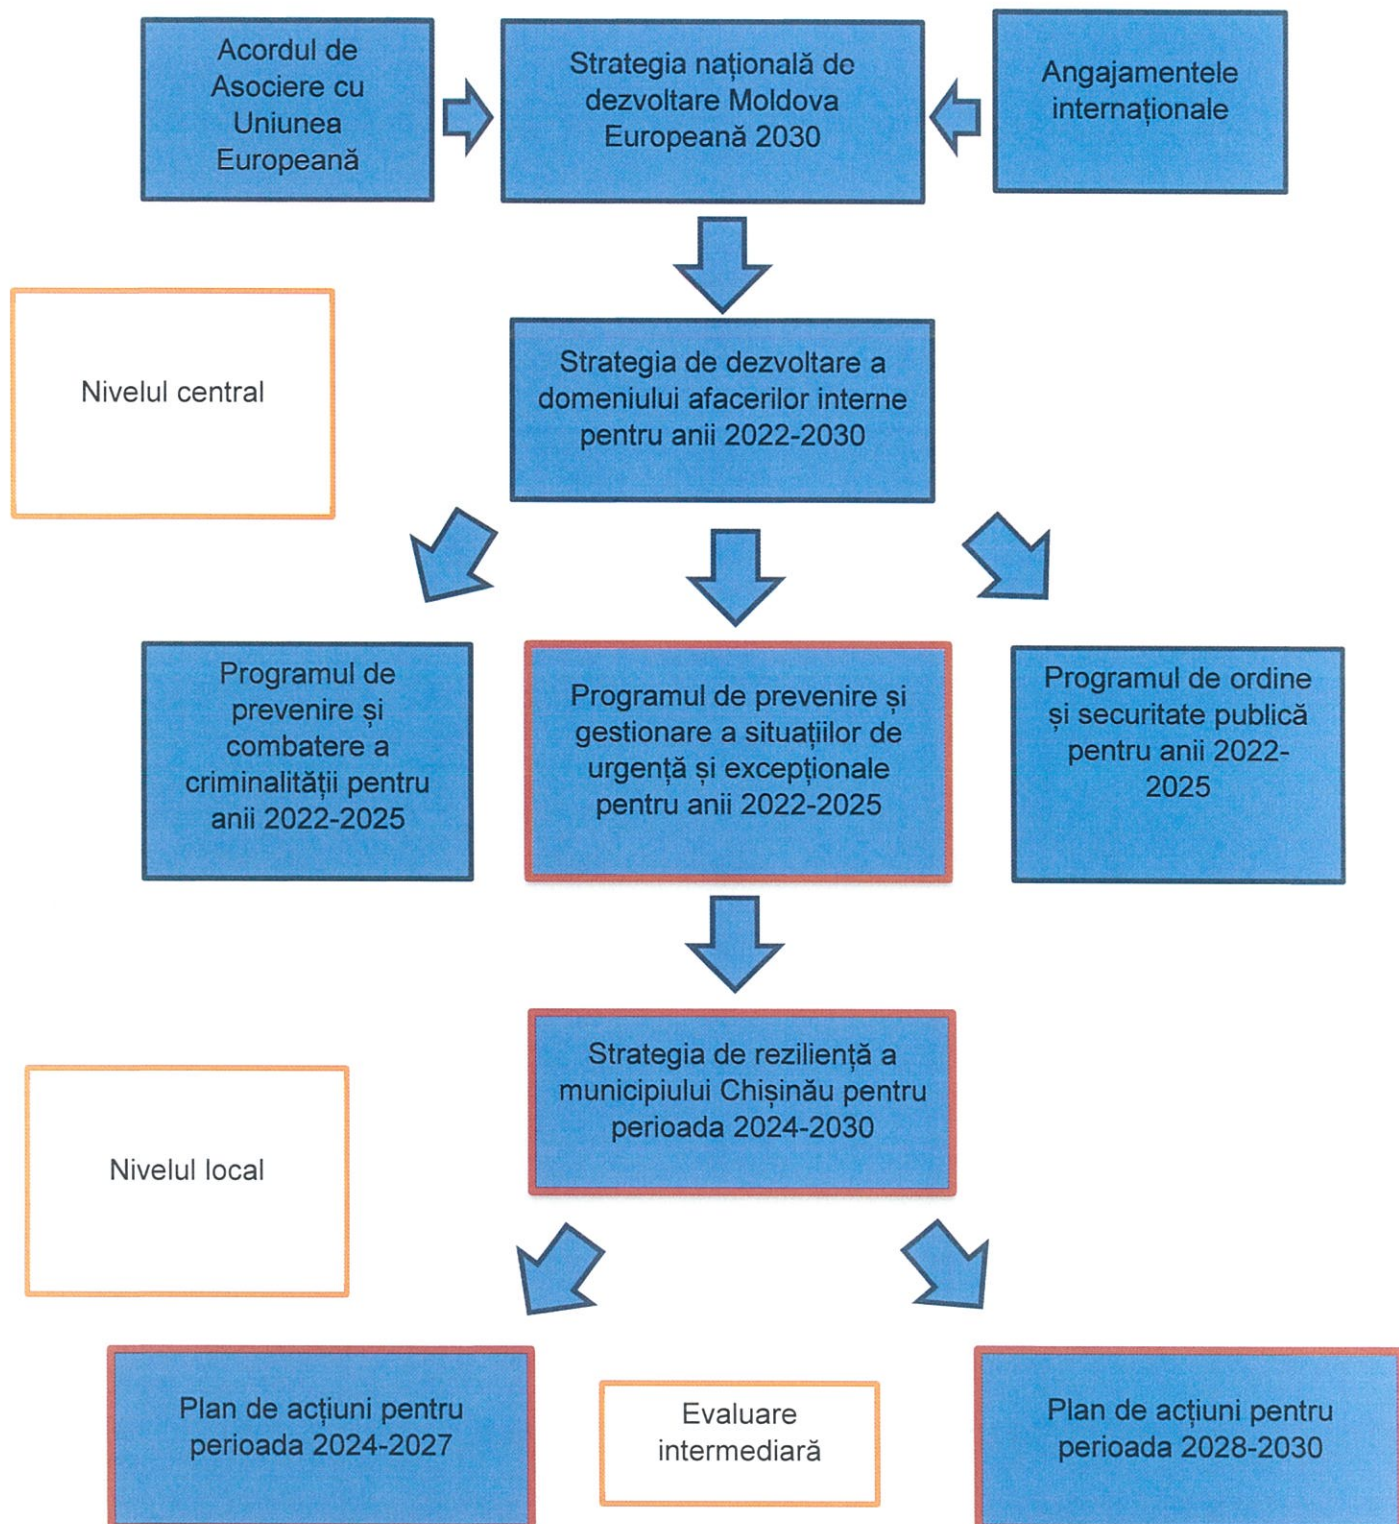 Acordul de
Asociere cu
Uniunea
Europeană
Strategia națională de
dezvoltare Moldova
Europeană 2030
Angajamentele
internaționale
Nivelul central
Strategia de dezvoltare a
domeniului afacerilor interne
pentru anii 2022-2030
Programul de
prevenire și
combatere a
criminalității pentru
anii 2022-2025
Programul de prevenire și
gestionare a situațiilor de
urgență și excepționale
pentru anii 2022-2025
Programul de ordine
și securitate publică
pentru anii 2022-
2025
Strategia de reziliență a
municipiului Chișinău pentru
perioada 2024-2030
Nivelul local
Plan de acțiuni pentru
perioada 2024-2027
Evaluare
intermediară
Plan de acțiuni pentru
perioada 2028-2030